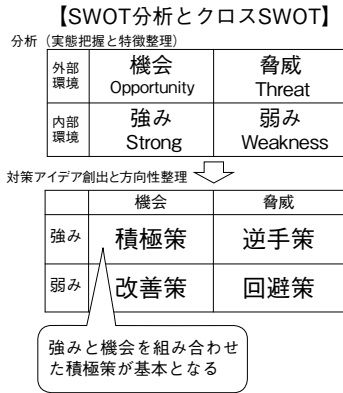 【SWOT分析とクロスSWOT】
分析（実態把握と特徴整理）
外部環境 機会 Opportunity 脅威 Threat
内部環境 強み Strong 弱み Weakness
対策アイデア創出と方向性整理
機会 脅威
強み 積極策 逆手策
弱み 改善策 回避策
強みと機会を組み合わせ
た積極策が基本となる